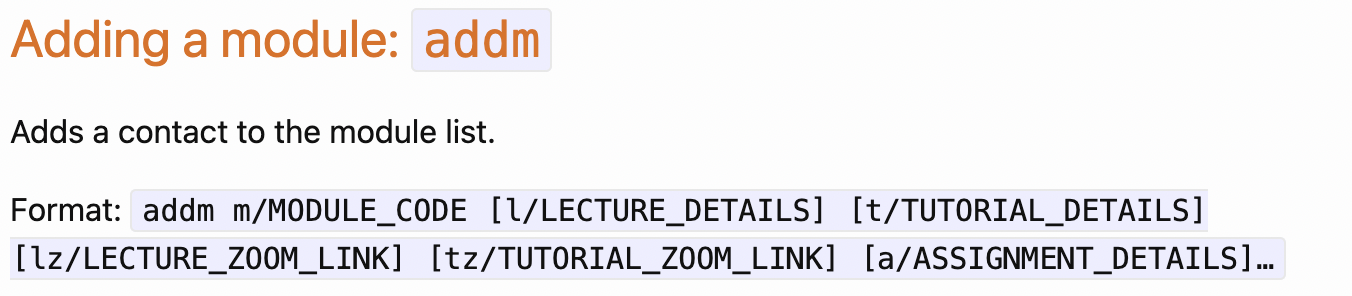 Adding a module: addm
Adds a contact to the module list.
Format: addm m/MODULE_CODE [l/LECTURE_DETAILS] [t/TUTORIAL_DETAILS]
[lz/LECTURE_ZOOM_LINK] [tz/TUTORIAL_ZOOM_LINK] [a/ASSIGNMENT_DETAILS]…